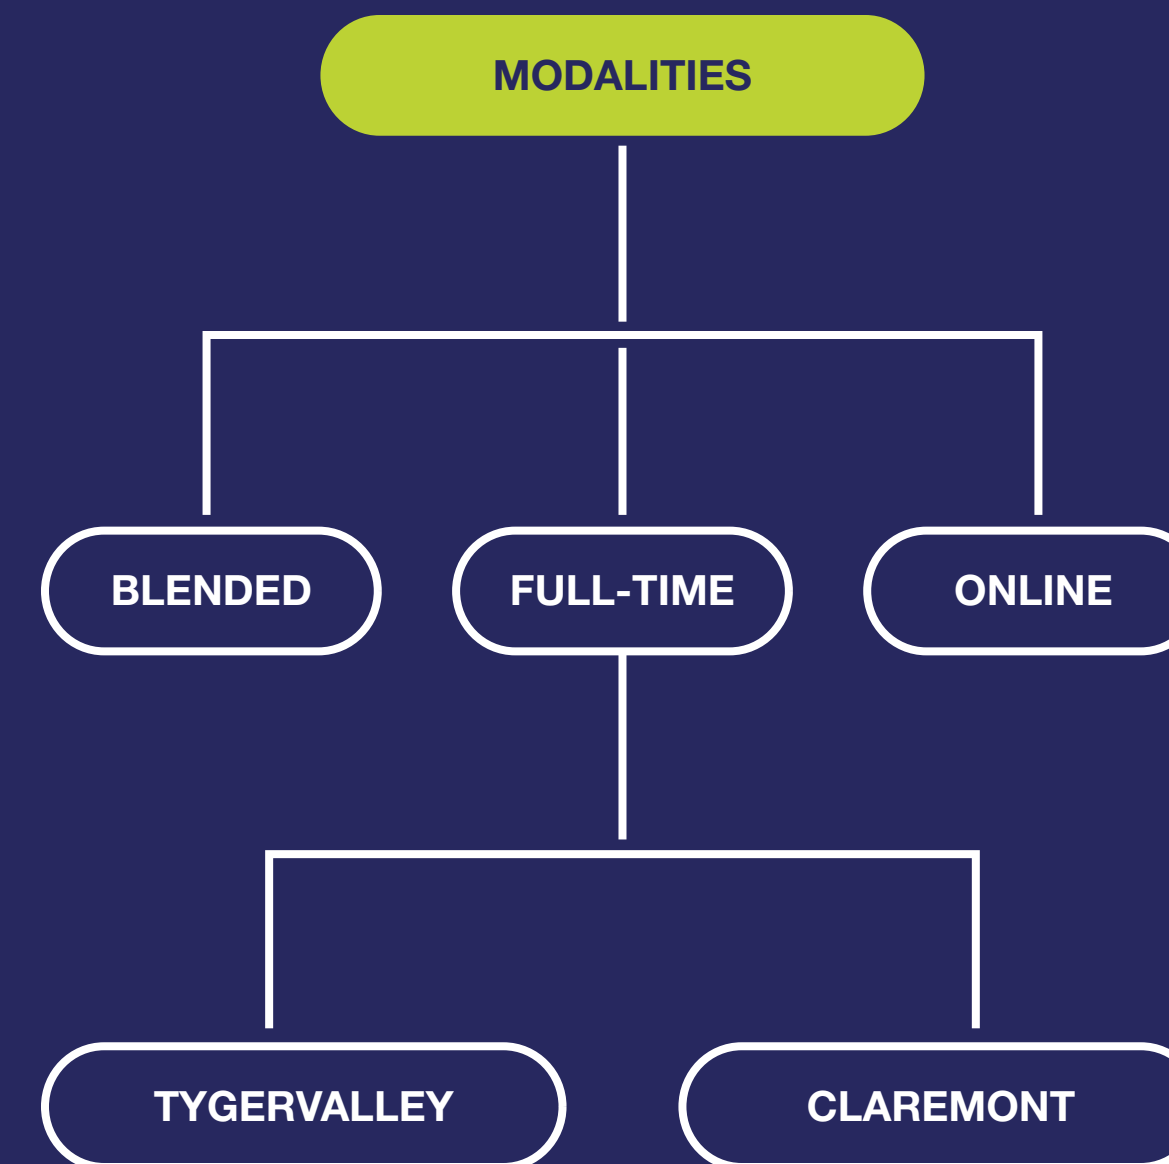 MODALITIES
BLENDED
FULL-TIME
ONLINE
TYGERVALLEY
CLAREMONT